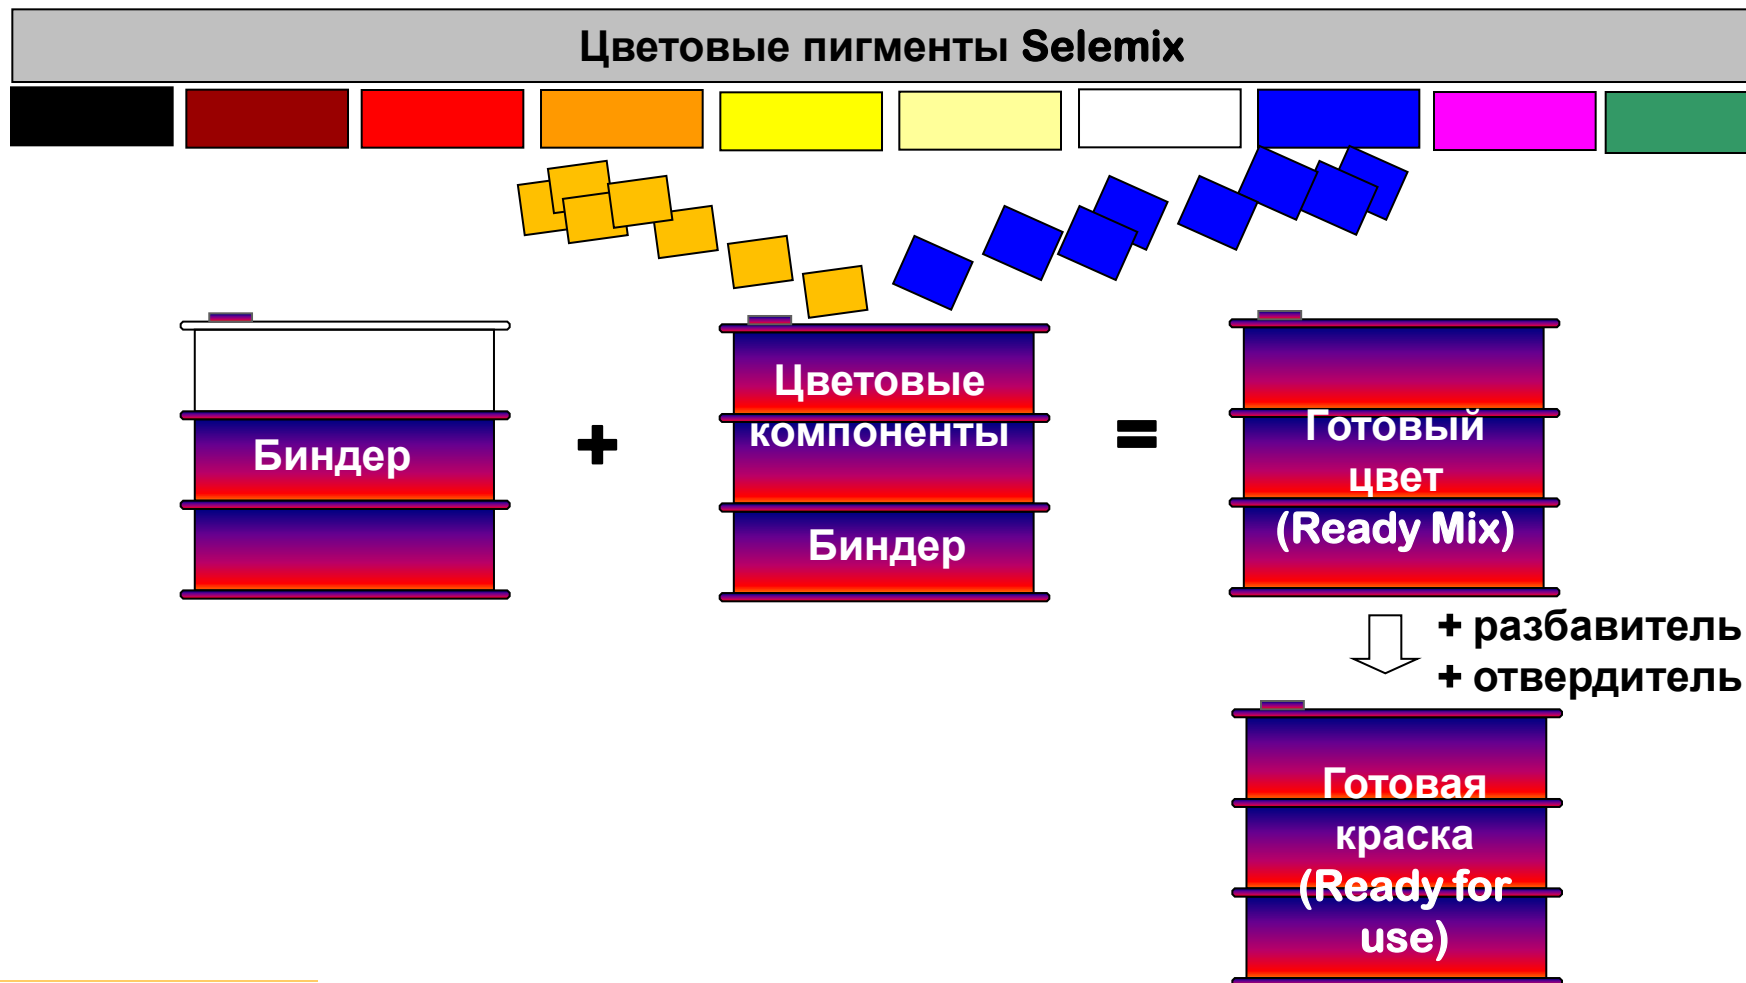 Цветовые пигменты Selemix
Биндер
+
Цветовые
компоненты
Биндер
=
Готовый
цвет
(Ready Mix)
+ разбавитель
+ отвердитель
Готовая
краска
(Ready for
use)